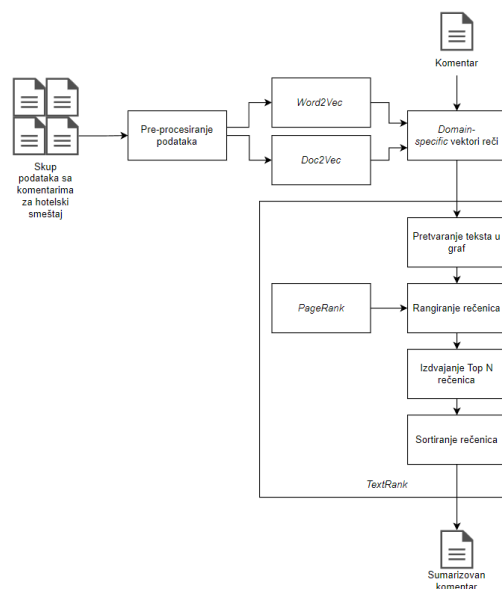 Komentar
Skup
podataka sa
komentarima
za hotelski
smeštaj
Pre-procesiranje
podataka
Word2Vec
Doc2Vec
Domain-
specific vektori reči
Pretvaranje teksta u
graf
PageRank
Rangiranje rečenica
Izdvajanje Top N
rečenica
Sortiranje rečenica
TextRank
Sumarizovan
komentar